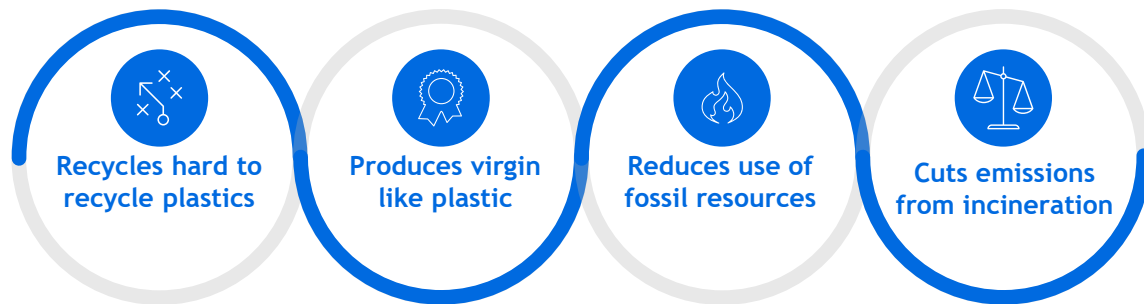 Recycles hard to
recycle plastics
Produces virgin
like plastic
Reduces use of
fossil resources
Cuts emissions
from incineration